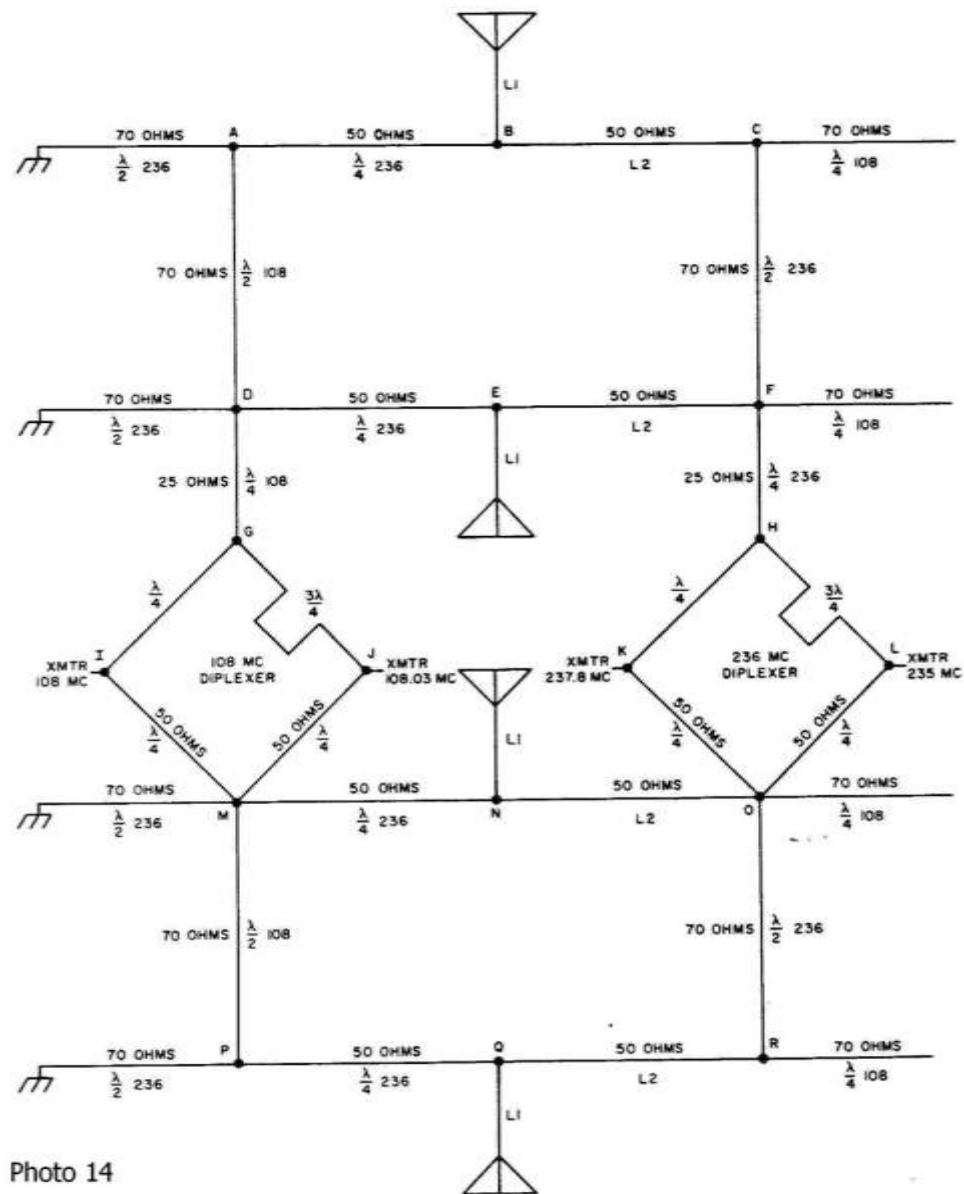 L1
70 OHMS A 50 OHMS B 50 OHMS C 70 OHMS
λ/2 236 λ/4 236 L2 λ/4 108
70 OHMS λ/2 108 70 OHMS λ/2 236
70 OHMS D 50 OHMS E 50 OHMS F 70 OHMS
λ/2 236 λ/4 236 L2 λ/4 108
L1
25 OHMS λ/4 108 25 OHMS λ/4 236
G H
λ/4 3λ/4 λ/4 3λ/4
I J K L
XMTR 108 MC
108 MC DIPLEXER
XMTR 108.03 MC
XMTR 237.8 MC
236 MC DIPLEXER
XMTR 235 MC
50 OHMS λ/4 50 OHMS λ/4 L1 50 OHMS λ/4 50 OHMS λ/4
70 OHMS M 50 OHMS N 50 OHMS O 70 OHMS
λ/2 236 λ/4 236 L2 λ/4 108
70 OHMS λ/2 108 70 OHMS λ/2 236
70 OHMS P 50 OHMS Q 50 OHMS R 70 OHMS
λ/2 236 λ/4 236 L2 λ/4 108
L1
Photo 14